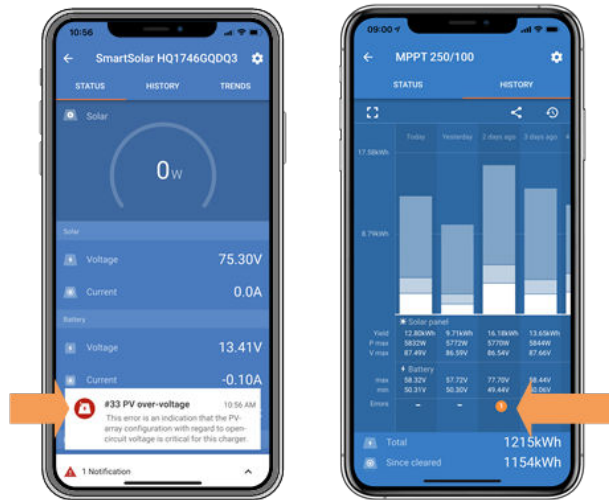 10:56
SmartSolar HQ1746GQDQ3
STATUS HISTORY TRENDS
Solar
0W
Solar
Voltage 75.30V
Current 0.0A
Battery
Voltage 13.41V
Current -0.10A
#33 PV over-voltage 10:56 AM
This error is an indication that the PV-
array configuration with regard to open-
circuit voltage is critical for this charger.
1 Notification
09:00
MPPT 250/100
STATUS HISTORY
Today Yesterday 2 days ago 3 days ago
17.58kWh
8.79kWh
Solar panel
Yield 12.80kWh 9.71kWh 16.18kWh 13.65kWh
P max 5832W 5772W 5770W 5844W
V max 87.49V 86.59V 86.54V 87.66V
Battery
max 58.32V 57.72V 77.70V 58.44V
min 50.31V 50.30V 49.44V
Errors – – 1
Total 1215kWh
Since cleared 1154kWh